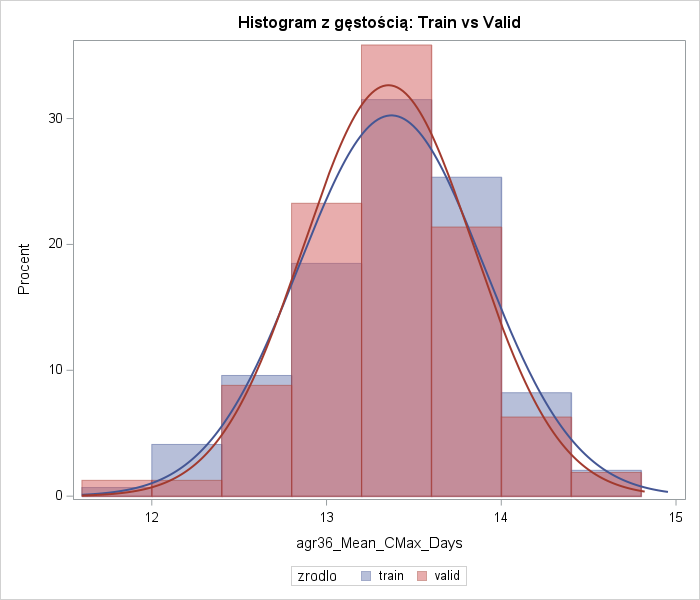 Histogram z gęstością: Train vs Valid
Procent
30
20
10
0
12 13 14 15
agr36_Mean_CMax_Days
zrodlo train valid